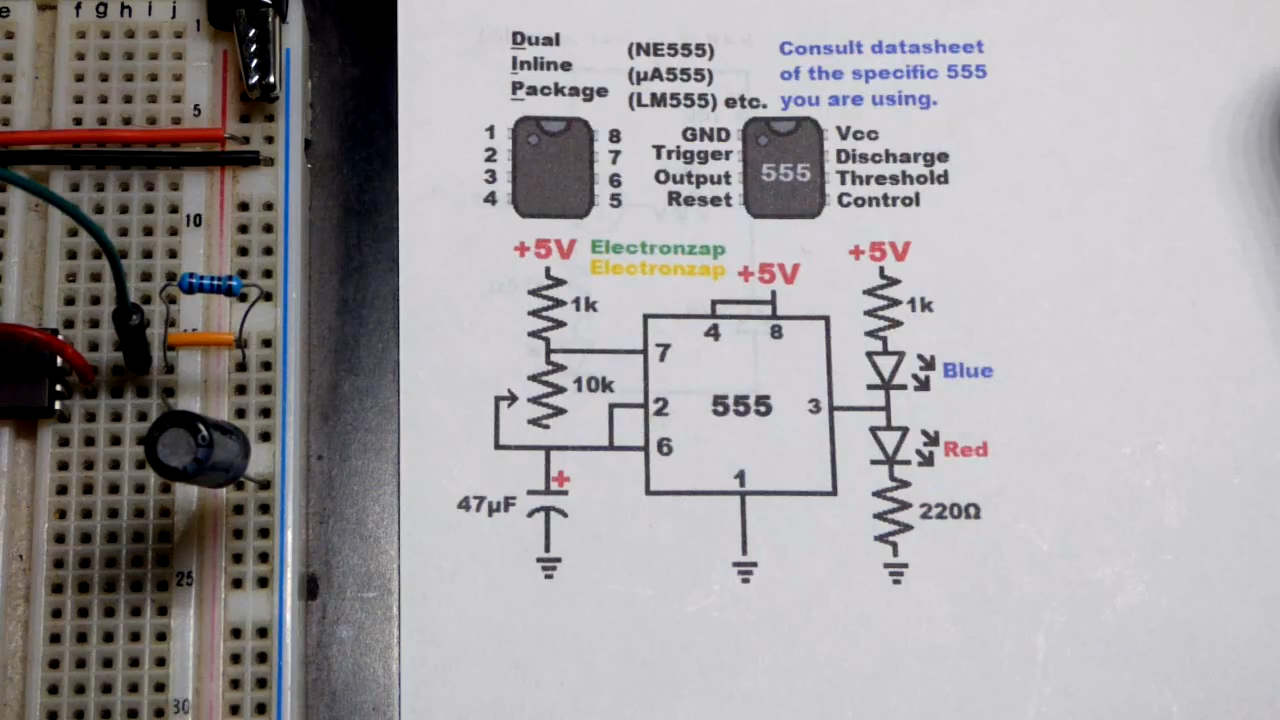 e f g h i j
1
5
10
25
30
Dual
Inline
Package
(NE555)
(µA555)
(LM555) etc.
Consult datasheet
of the specific 555
you are using.
1 8
2 7
3 6
4 5
GND Vcc
Trigger Discharge
Output 555 Threshold
Reset Control
+5V Electronzap
Electronzap +5V
+5V
1k
4 8
1k
7
10k
Blue
2 555 3
6
Red
1
+
47µF
220Ω